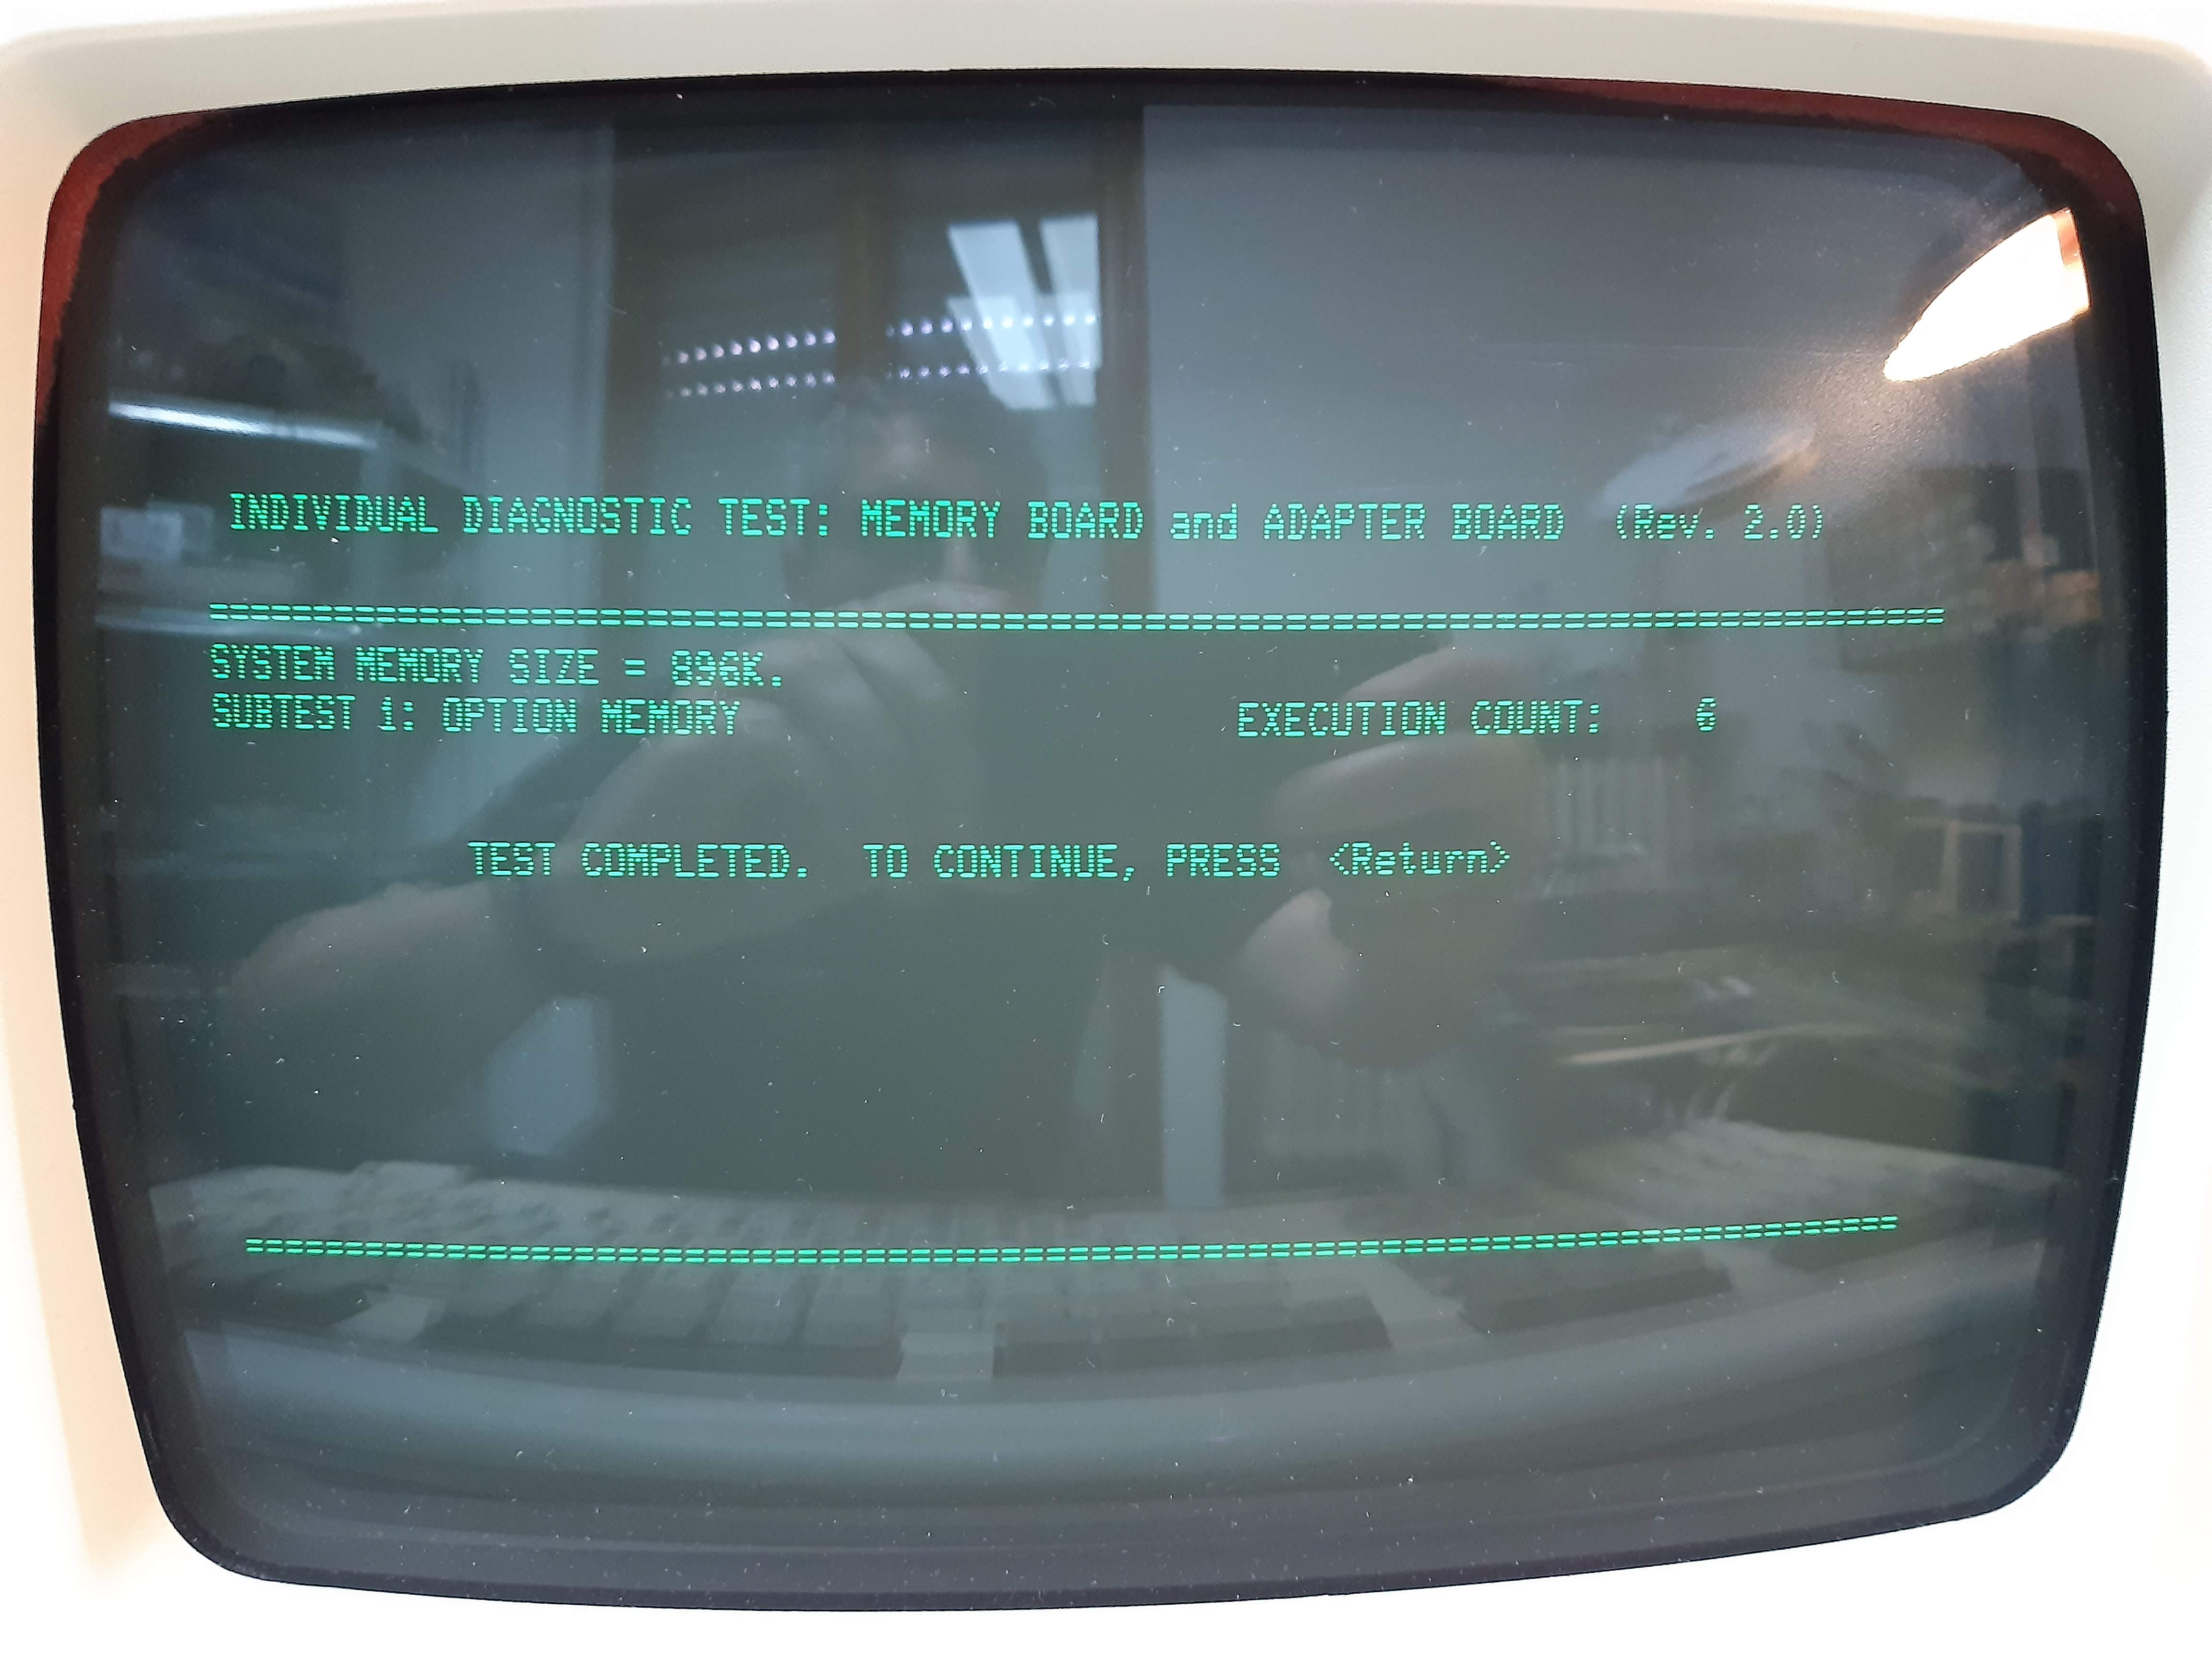 INDIVIDUAL DIAGNOSTIC TEST: MEMORY BOARD and ADAPTER BOARD  (Rev. 2.0)
SYSTEM MEMORY SIZE = 896K.
SUBTEST 1: OPTION MEMORY EXECUTION COUNT: 6
TEST COMPLETED.  TO CONTINUE, PRESS  <Return>